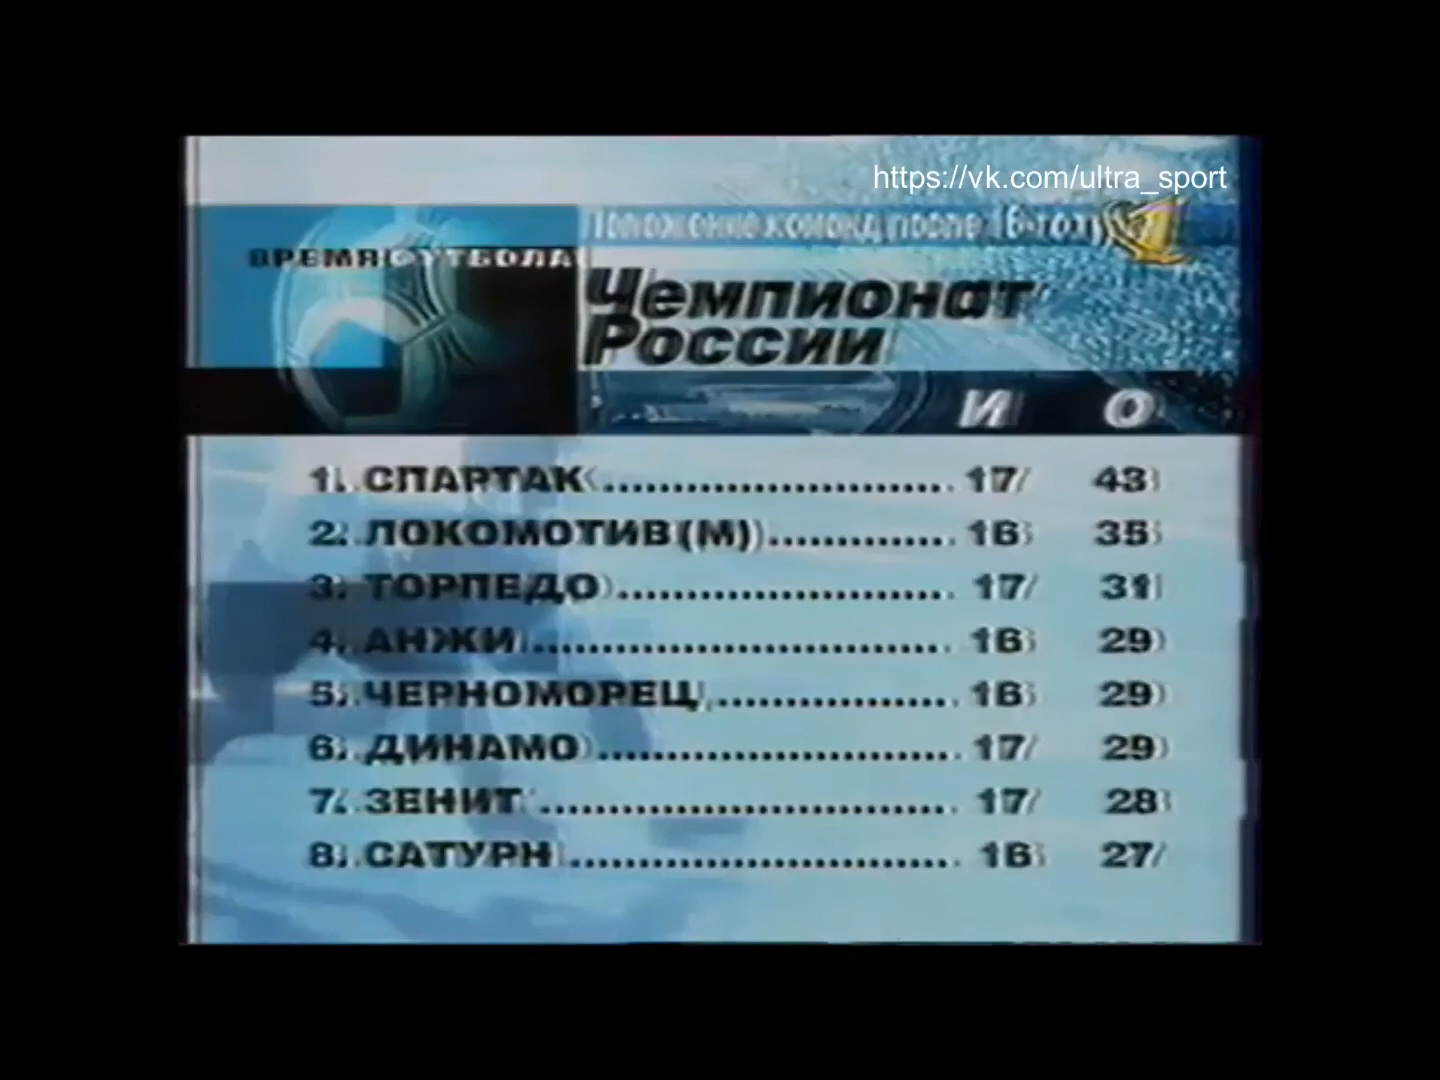 https://vk.com/ultra_sport
Положение команд после 16-го тура
ВРЕМЯ ФУТБОЛА
Чемпионат
России
И О
1. СПАРТАК........................ 17 43
2. ЛОКОМОТИВ(М)............. 16 35
3. ТОРПЕДО........................ 17 31
4. АНЖИ.............................. 16 29
5. ЧЕРНОМОРЕЦ................. 16 29
6. ДИНАМО......................... 17 29
7. ЗЕНИТ............................. 17 28
8. САТУРН........................... 16 27